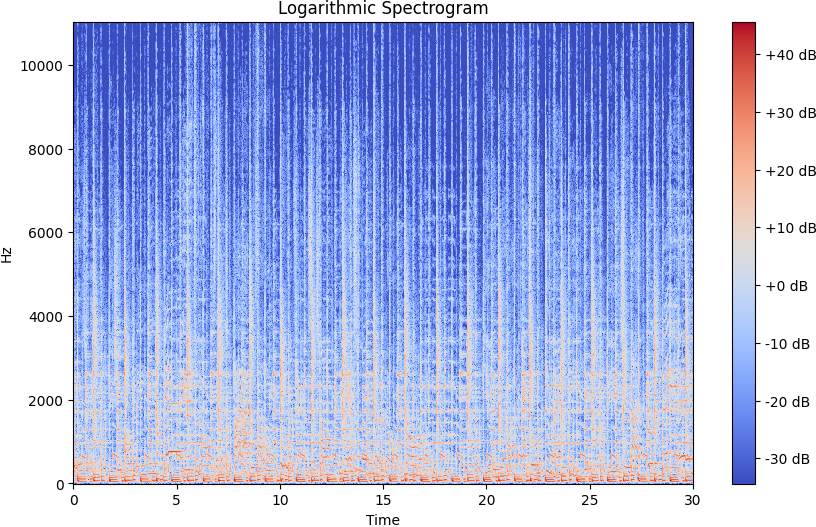 Logarithmic Spectrogram
10000
8000
6000
4000
2000
0
Hz
0 5 10 15 20 25 30
Time
+40 dB
+30 dB
+20 dB
+10 dB
+0 dB
-10 dB
-20 dB
-30 dB